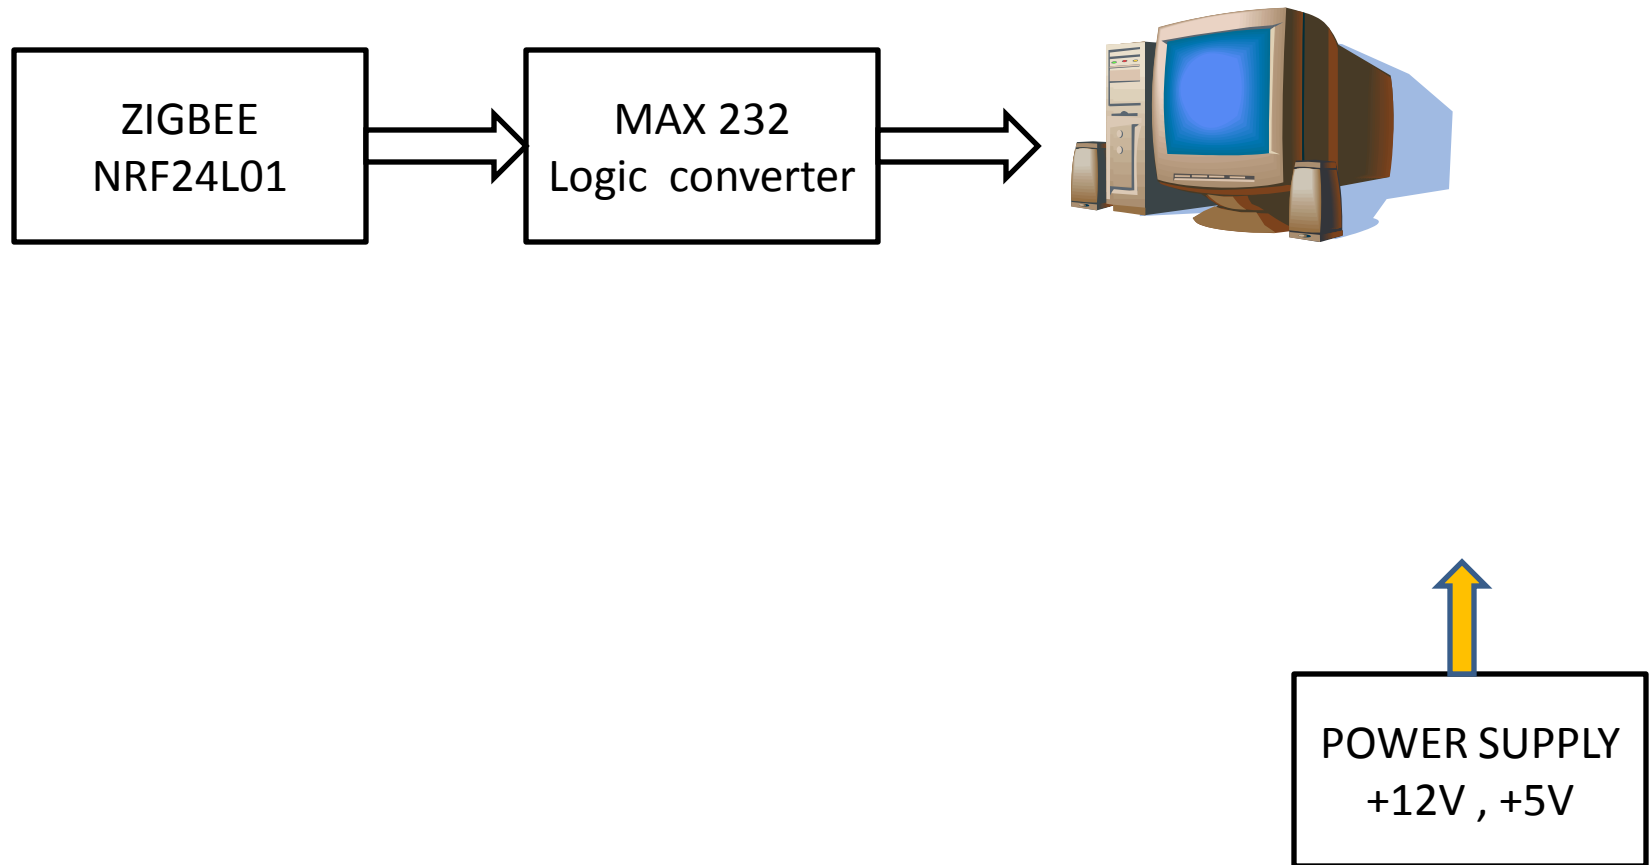 ZIGBEE
NRF24L01
MAX 232
Logic  converter
POWER SUPPLY
+12V , +5V